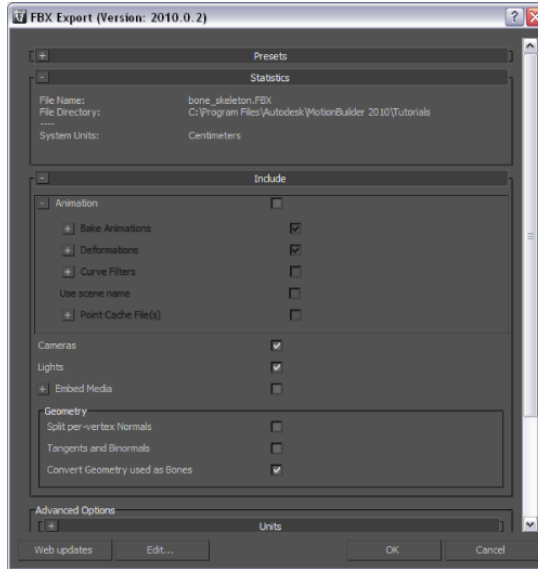 FBX Export (Version: 2010.0.2)
Presets
Statistics
File Name: bone_skeleton.FBX
File Directory: C:\Program Files\Autodesk\MotionBuilder 2010\Tutorials
----
System Units: Centimeters
Include
Animation
Bake Animations
Deformations
Curve Filters
Use scene name
Point Cache File(s)
Cameras
Lights
Embed Media
Geometry
Split per-vertex Normals
Tangents and Binormals
Convert Geometry used as Bones
Advanced Options
Units
Web updates Edit... OK Cancel